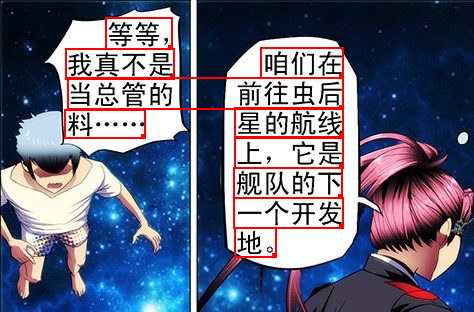 等等，
我真不是
当总管的
料……
咱们在
前往虫后
星的航线
上，它是
舰队的下
一个开发
地。